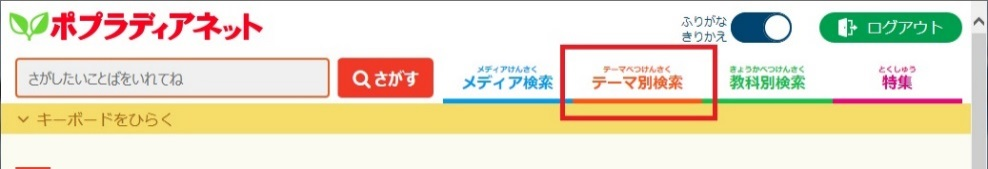 ポプラディアネット
ふりがな
きりかえ
ログアウト
さがしたいことばをいれてね
さがす
メディアけんさく
メディア検索
テーマべつけんさく
テーマ別検索
きょうかべつけんさく
教科別検索
とくしゅう
特集
キーボードをひらく